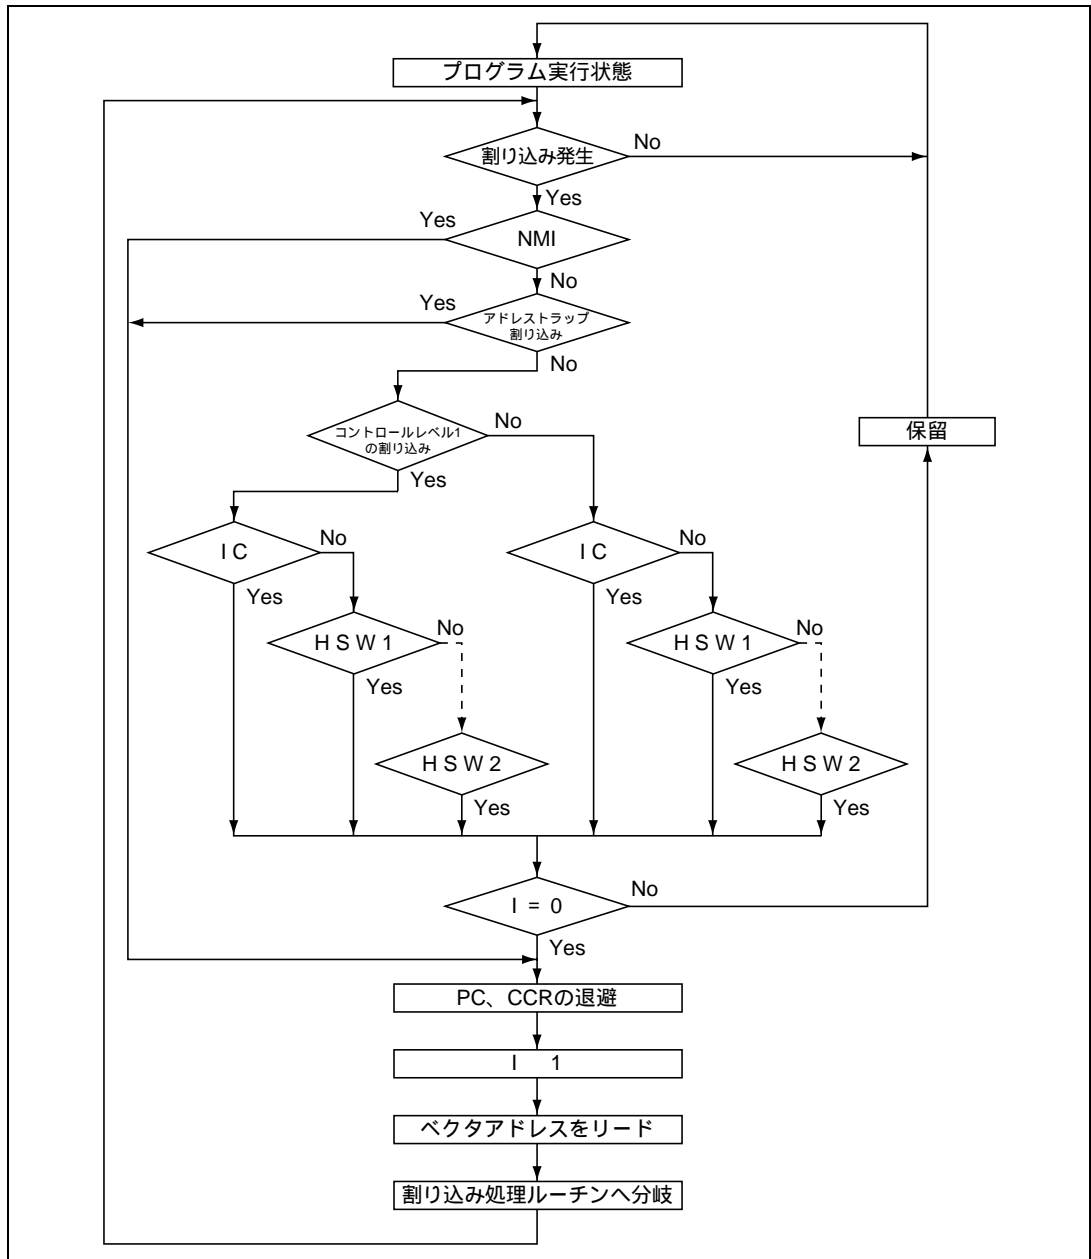 プログラム実行状態
割り込み発生
No
Yes
Yes
NMI
No
Yes
アドレストラップ
割り込み
No
コントロールレベル1
の割り込み
No
Yes
保留
I C
No
Yes
I C
No
Yes
H S W 1
No
Yes
H S W 1
No
Yes
H S W 2
Yes
H S W 2
Yes
I = 0
No
Yes
PC、CCRの退避
I 1
ベクタアドレスをリード
割り込み処理ルーチンへ分岐